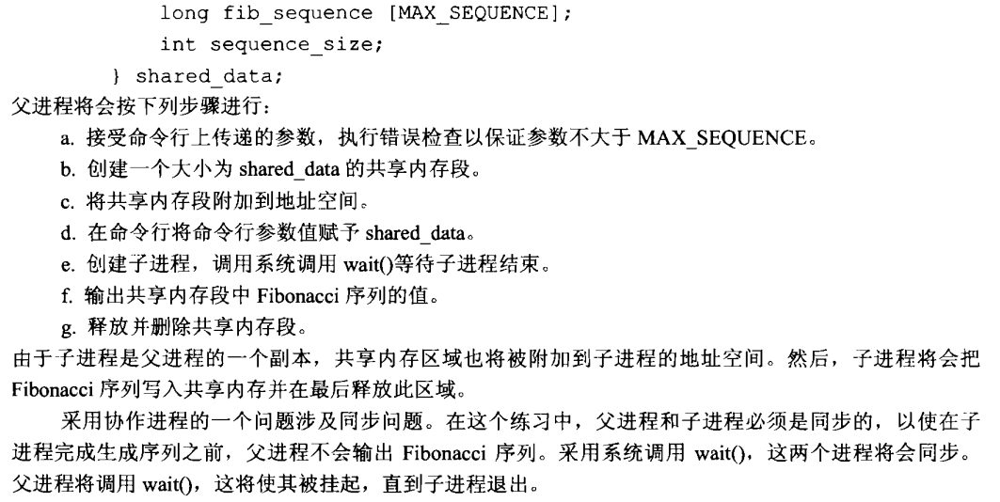 long fib_sequence [MAX_SEQUENCE];
int sequence_size;
} shared_data;
父进程将会按下列步骤进行：
a. 接受命令行上传递的参数，执行错误检查以保证参数不大于 MAX_SEQUENCE。
b. 创建一个大小为 shared_data 的共享内存段。
c. 将共享内存段附加到地址空间。
d. 在命令行将命令行参数值赋予 shared_data。
e. 创建子进程，调用系统调用 wait()等待子进程结束。
f. 输出共享内存段中 Fibonacci 序列的值。
g. 释放并删除共享内存段。
由于子进程是父进程的一个副本，共享内存区域也将被附加到子进程的地址空间。然后，子进程将会把
Fibonacci 序列写入共享内存并在最后释放此区域。
采用协作进程的一个问题涉及同步问题。在这个练习中，父进程和子进程必须是同步的，以使在子
进程完成生成序列之前，父进程不会输出 Fibonacci 序列。采用系统调用 wait()，这两个进程将会同步。
父进程将调用 wait()，这将使其被挂起，直到子进程退出。